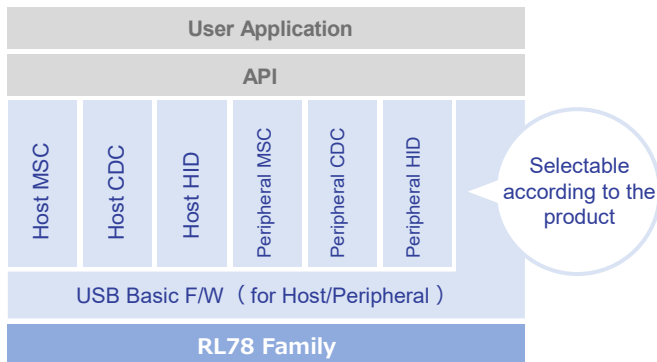 User Application
API
Host MSC
Host CDC
Host HID
Peripheral MSC
Peripheral CDC
Peripheral HID
Selectable
according to the
product
USB Basic F/W ( for Host/Peripheral )
RL78 Family